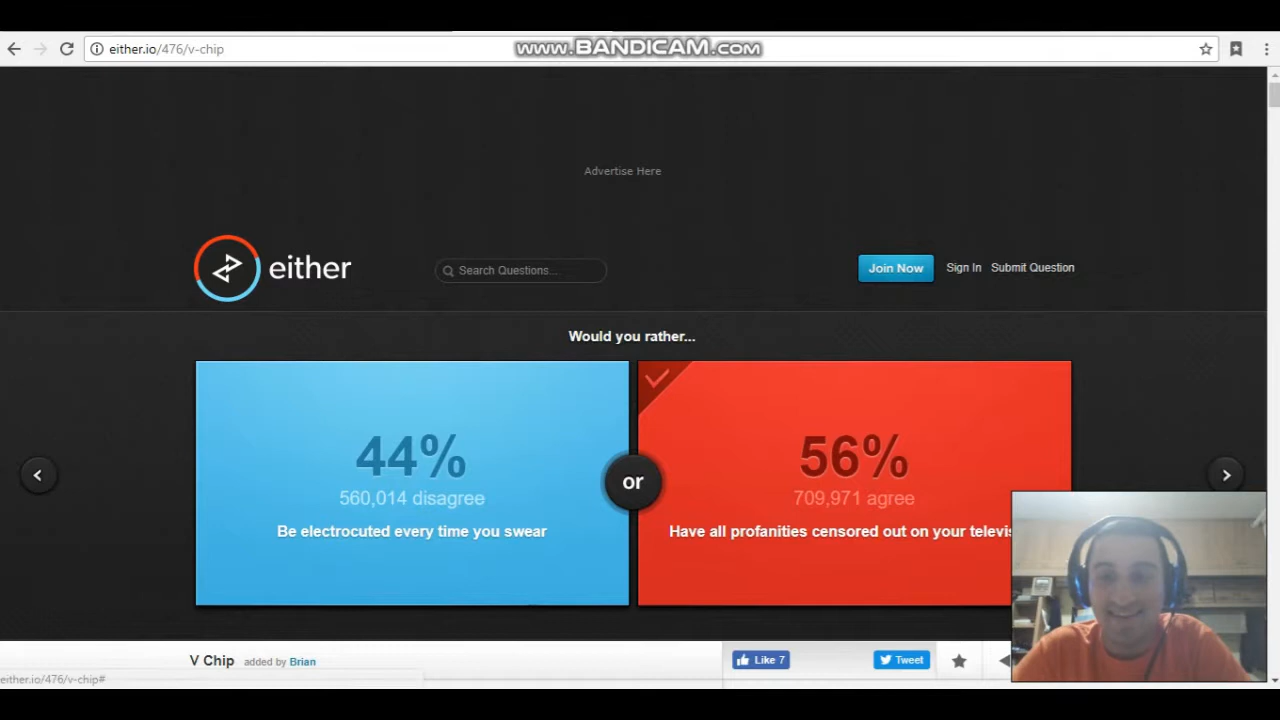 either.io/476/v-chip
www.BANDICAM.com
Advertise Here
either
Search Questions...
Join Now
Sign In
Submit Question
Would you rather...
44%
560,014 disagree
Be electrocuted every time you swear
or
56%
709,971 agree
Have all profanities censored out on your televis
V Chip added by Brian
Like 7
Tweet
either.io/476/v-chip#